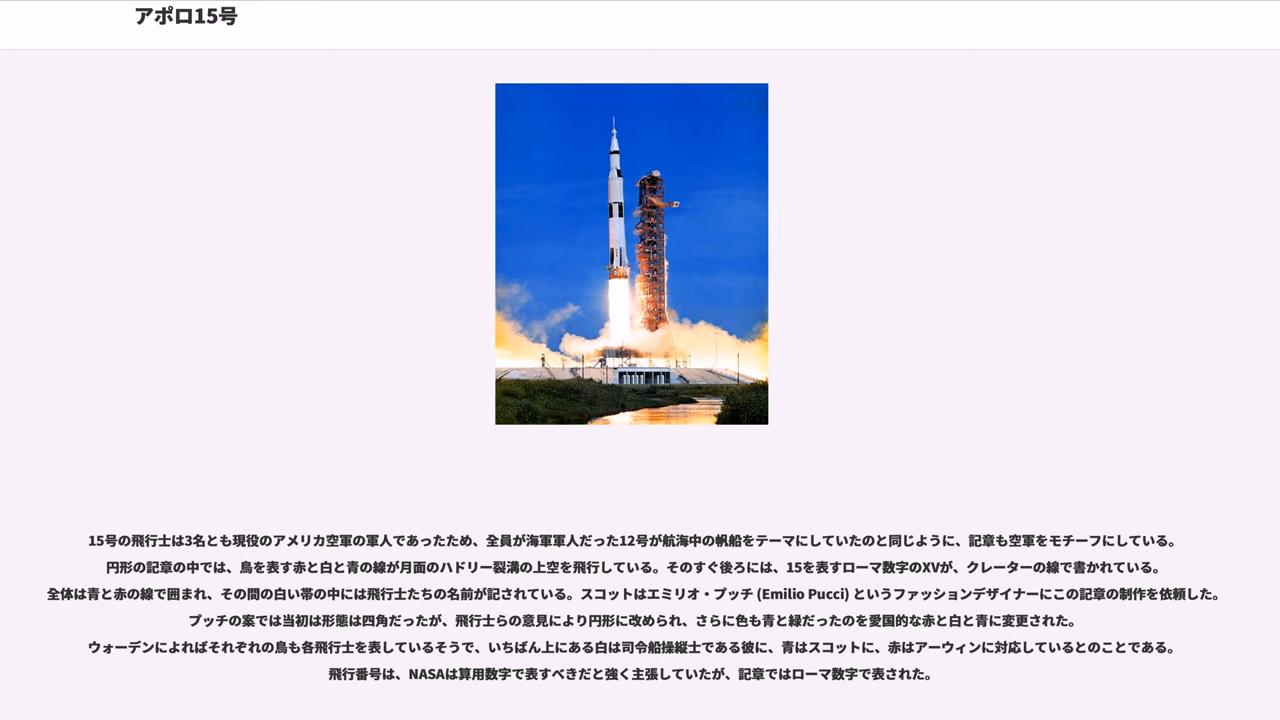 アポロ15号
15号の飛行士は3名とも現役のアメリカ空軍の軍人であったため、全員が海軍軍人だった12号が航海中の帆船をテーマにしていたのと同じように、記章も空軍をモチーフにしている。
円形の記章の中では、鳥を表す赤と白と青の線が月面のハドリー裂溝の上空を飛行している。そのすぐ後ろには、15を表すローマ数字のXVが、クレーターの線で書かれている。
全体は青と赤の線で囲まれ、その間の白い帯の中には飛行士たちの名前が記されている。スコットはエミリオ・プッチ (Emilio Pucci) というファッションデザイナーにこの記章の制作を依頼した。
プッチの案では当初は形態は四角だったが、飛行士らの意見により円形に改められ、さらに色も青と緑だったのを愛国的な赤と白と青に変更された。
ウォーデンによればそれぞれの鳥も各飛行士を表しているそうで、いちばん上にある白は司令船操縦士である彼に、青はスコットに、赤はアーウィンに対応しているとのことである。
飛行番号は、NASAは算用数字で表すべきだと強く主張していたが、記章ではローマ数字で表された。